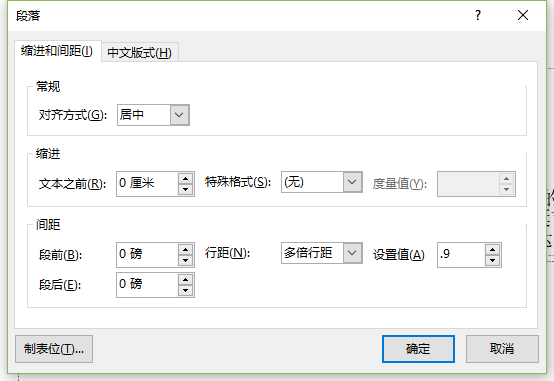 段落
缩进和间距(I) 中文版式(H)
常规
对齐方式(G): 居中
缩进
文本之前(R): 0 厘米 特殊格式(S): (无) 度量值(Y):
间距
段前(B): 0 磅 行距(N): 多倍行距 设置值(A) .9
段后(E): 0 磅
制表位(T)... 确定 取消